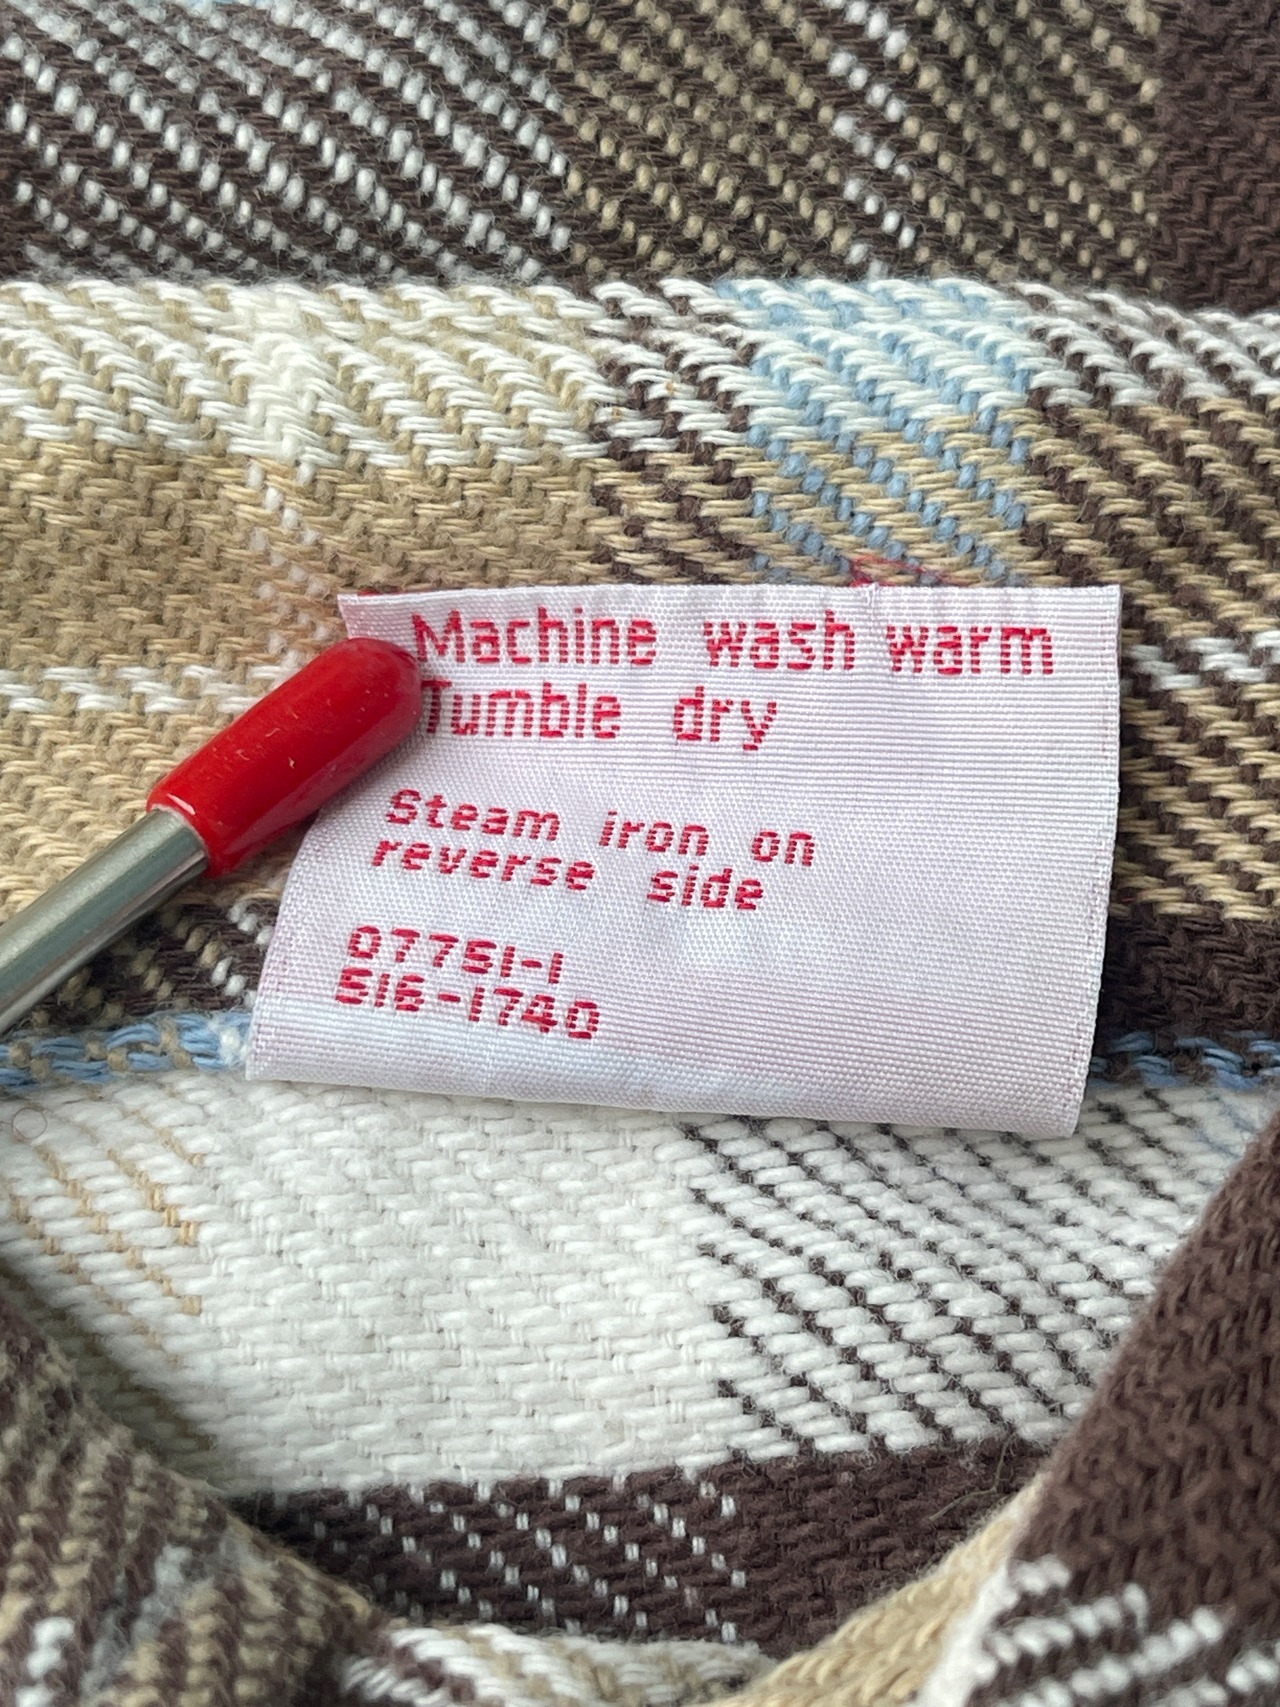 Machine wash warm
Tumble dry
Steam iron on
reverse side
07751-1
516-1740